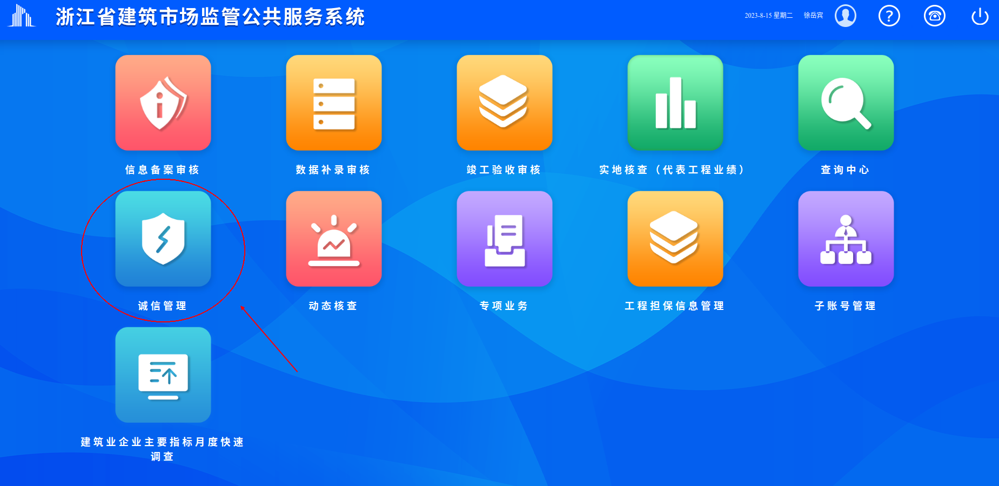 浙江省建筑市场监管公共服务系统
2023-8-15 星期二 徐岳宾
信息备案审核
数据补录审核
竣工验收审核
实地核查（代表工程业绩）
查询中心
诚信管理
动态核查
专项业务
工程担保信息管理
子账号管理
建筑业企业主要指标月度快速
调查